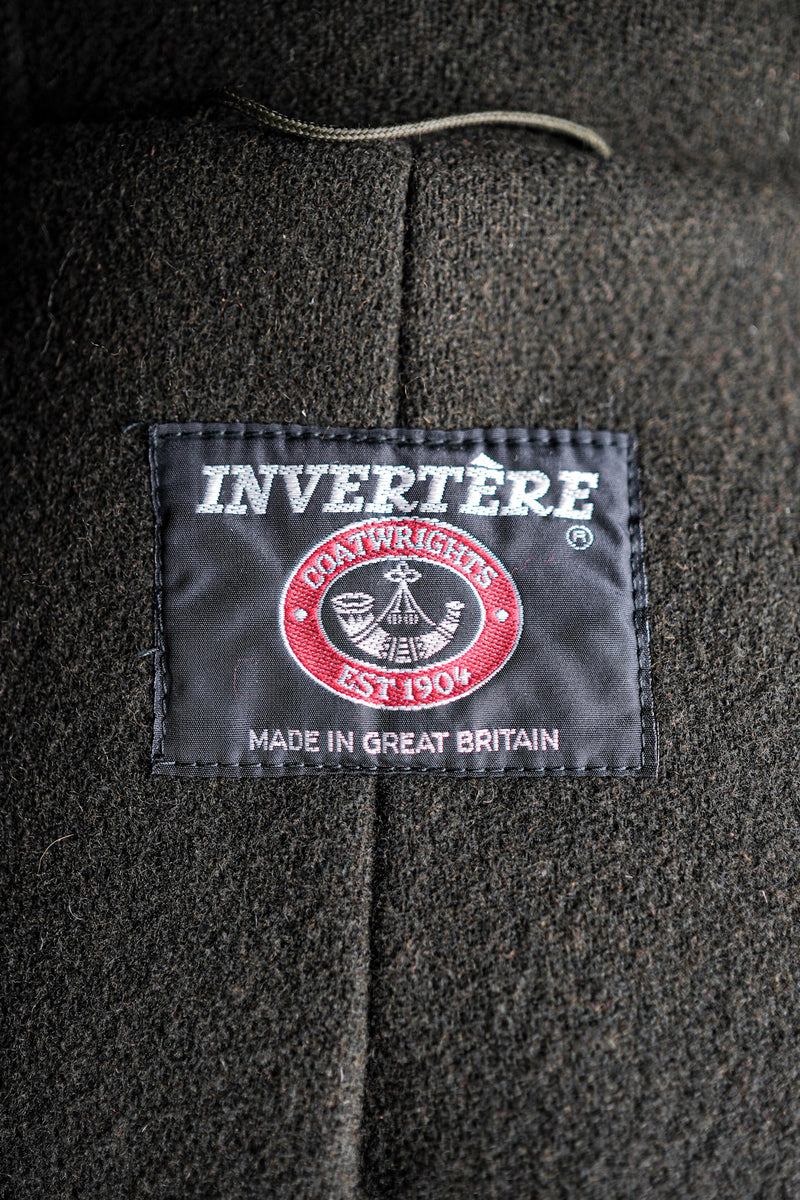 INVERTÊRE
®
COATWRIGHTS
EST 1904
MADE IN GREAT BRITAIN